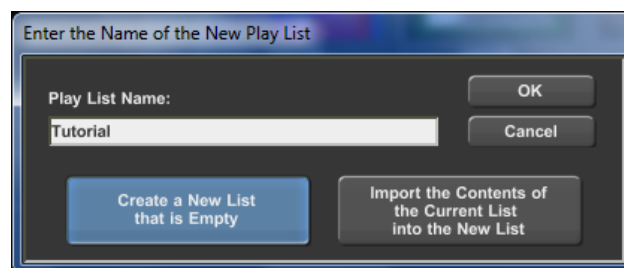 Enter the Name of the New Play List
Play List Name:
OK
Tutorial
Cancel
Create a New List
that is Empty
Import the Contents of
the Current List
into the New List